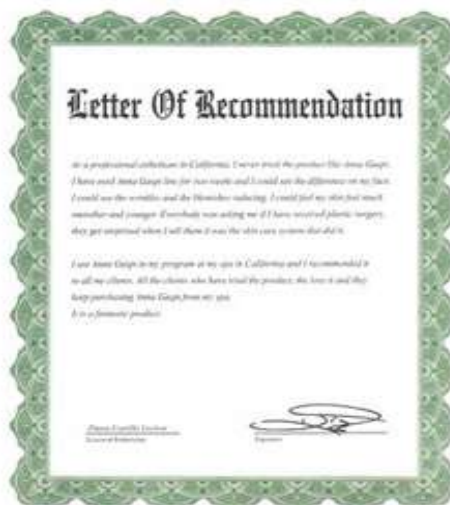 Letter Of Recommendation
As a professional esthetician in California, I never tried the product like Anna Gaspi.
I have used Anna Gaspi line for two weeks and I could see the difference on my face.
I could see the wrinkles and the blemishes reducing. I could feel my skin feel much
smoother and younger. Everybody was asking me if I have received plastic surgery,
they get surprised when I tell them it was the skin care system that did it.
I use Anna Gaspi in my program at my spa in California and I recommended it
to all my clients. All the clients who have tried the product, the love it and they
keep purchasing Anna Gaspi from my spa.
It is a fantastic product.